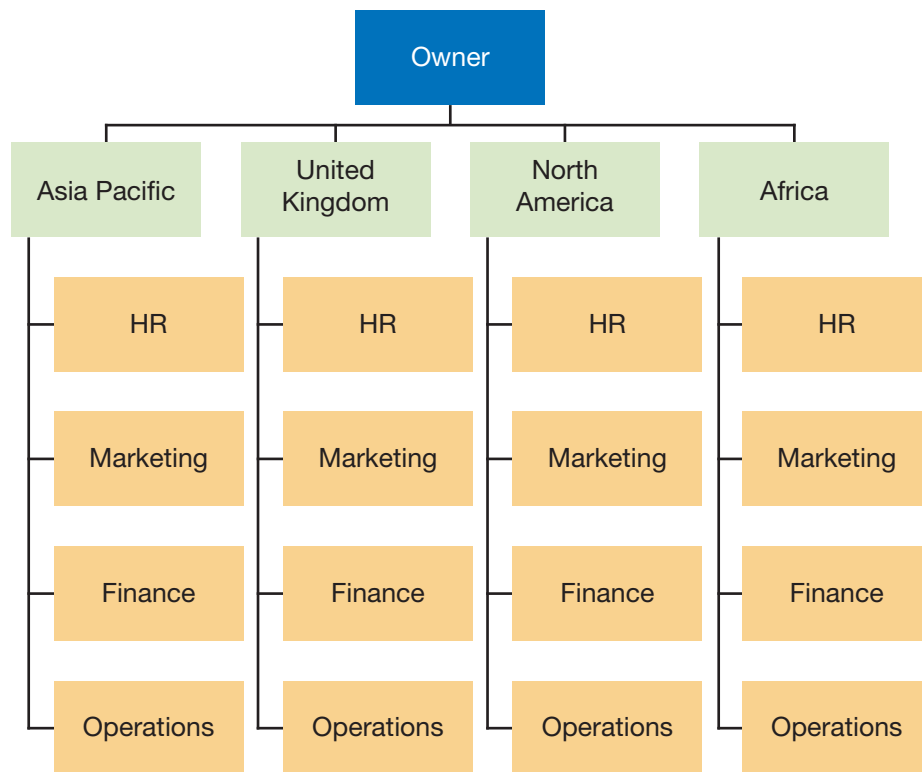 Owner
Asia Pacific
United
Kingdom
North
America
Africa
HR
HR
HR
HR
Marketing
Marketing
Marketing
Marketing
Finance
Finance
Finance
Finance
Operations
Operations
Operations
Operations